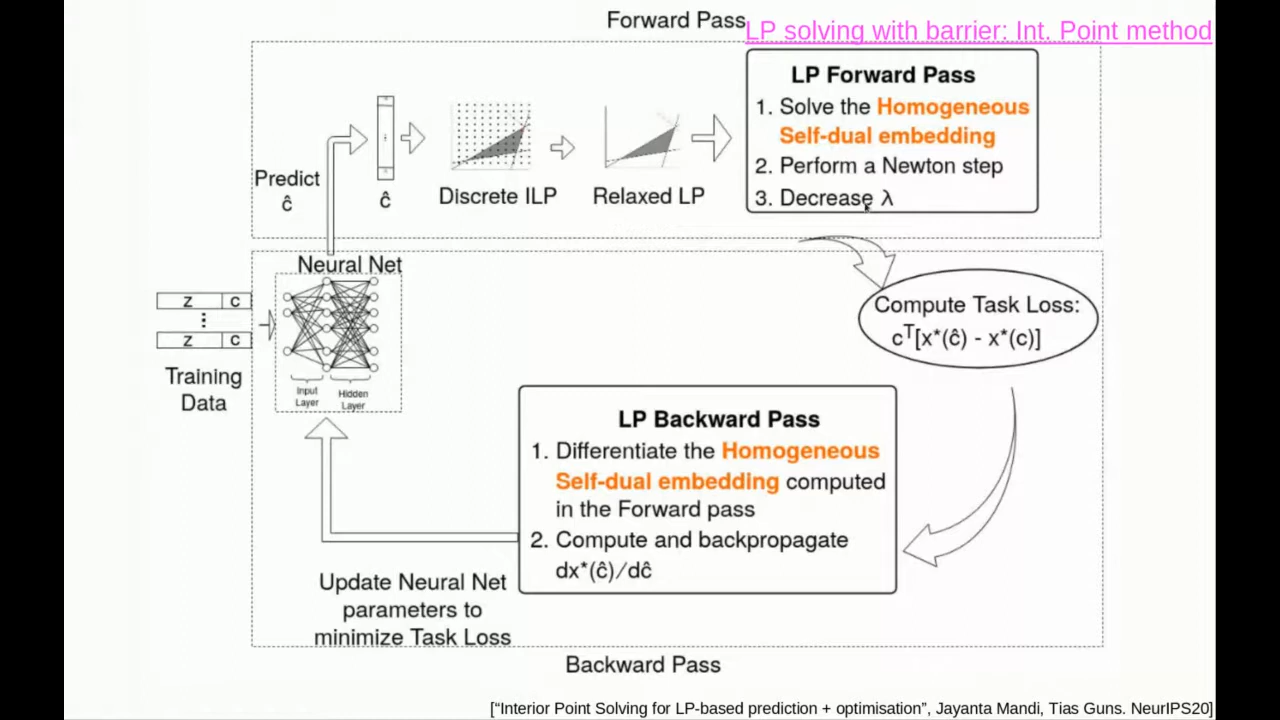 Forward Pass
LP solving with barrier: Int. Point method
LP Forward Pass
1. Solve the Homogeneous
Self-dual embedding
2. Perform a Newton step
3. Decrease λ
Predict
ĉ
ĉ
Discrete ILP
Relaxed LP
Neural Net
z c
⋮
z c
Training
Data
Input
Layer
Hidden
Layer
Compute Task Loss:
cᵀ[x*(ĉ) - x*(c)]
LP Backward Pass
1. Differentiate the Homogeneous
Self-dual embedding computed
in the Forward pass
2. Compute and backpropagate
dx*(ĉ)/dĉ
Update Neural Net
parameters to
minimize Task Loss
Backward Pass
[“Interior Point Solving for LP-based prediction + optimisation”, Jayanta Mandi, Tias Guns. NeurIPS20]